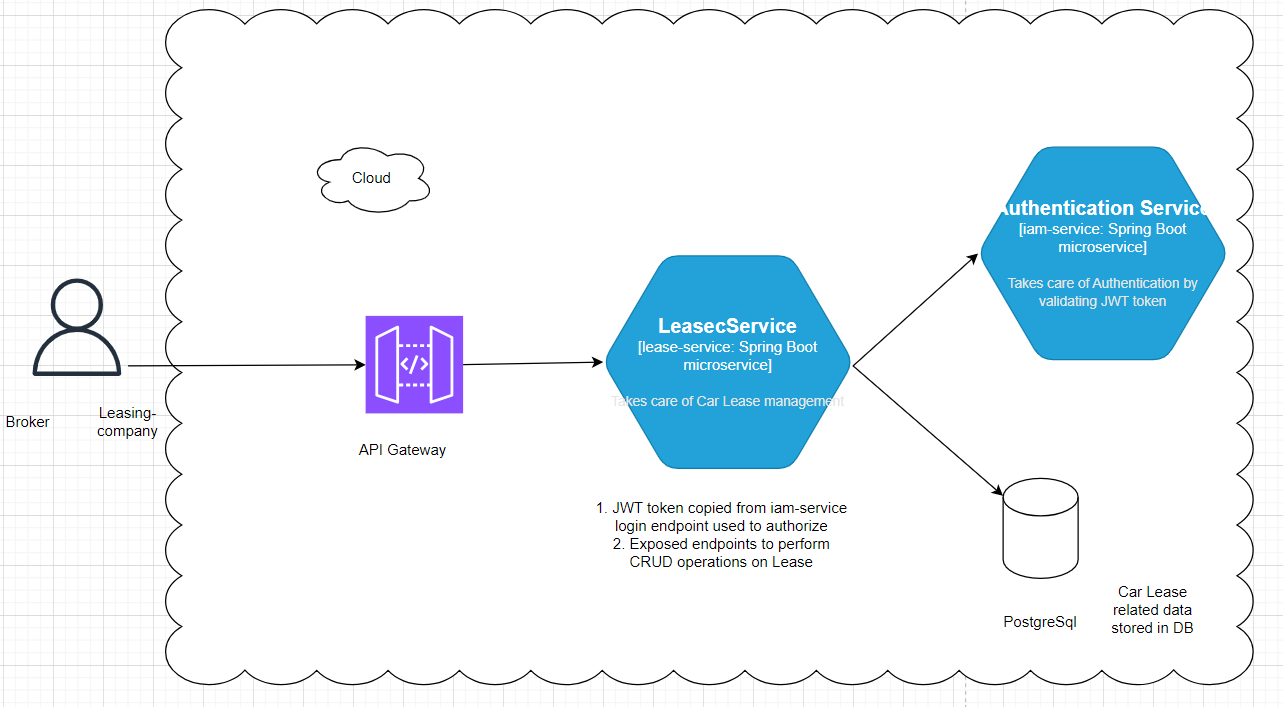 Cloud
Authentication Service
[iam-service: Spring Boot
microservice]
Takes care of Authentication by
validating JWT token
LeasecService
[lease-service: Spring Boot
microservice]
Takes care of Car Lease management
Broker
Leasing-
company
API Gateway
1. JWT token copied from iam-service
login endpoint used to authorize
2. Exposed endpoints to perform
CRUD operations on Lease
PostgreSql
Car Lease
related data
stored in DB